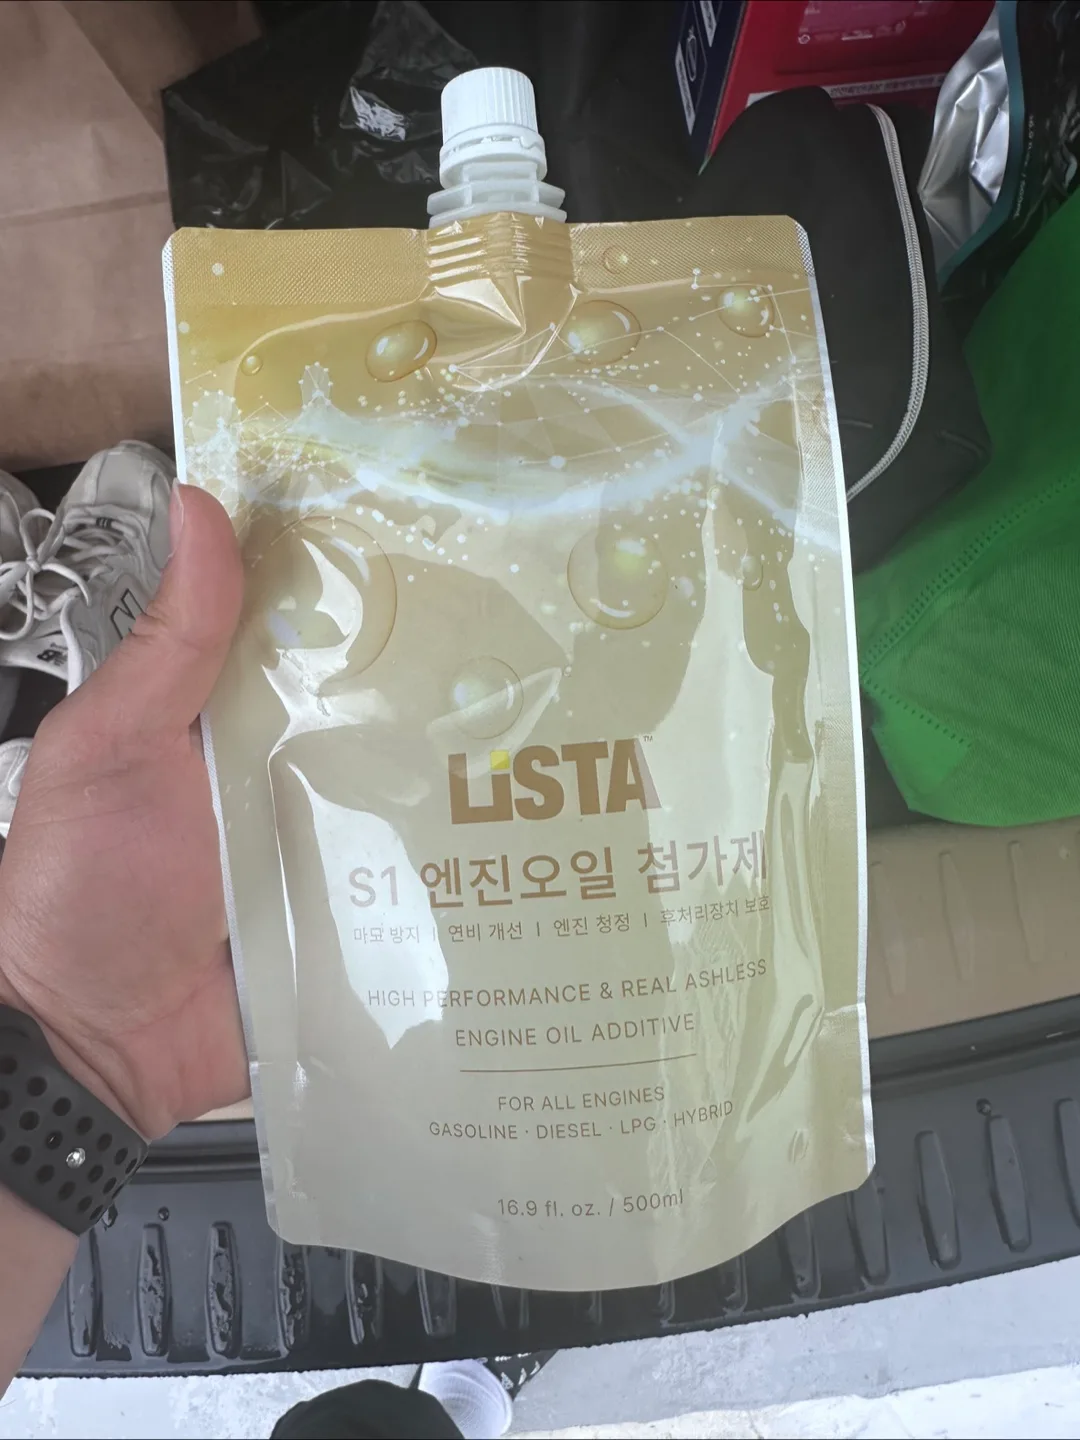 LiSTA™
S1 엔진오일 첨가제
마모 방지 | 연비 개선 | 엔진 청정 | 후처리장치 보호
HIGH PERFORMANCE & REAL ASHLESS
ENGINE OIL ADDITIVE
FOR ALL ENGINES
GASOLINE · DIESEL · LPG · HYBRID
16.9 fl. oz. / 500ml